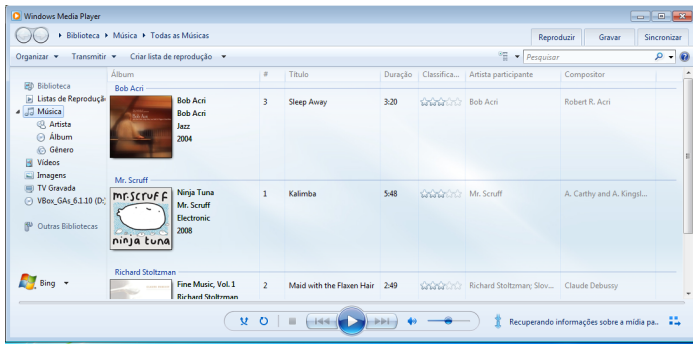 Windows Media Player
Biblioteca Música Todas as Músicas
Reproduzir Gravar Sincronizar
Organizar Transmitir Criar lista de reprodução Pesquisar
Álbum # Título Duração Classifica... Artista participante Compositor
Biblioteca
Listas de Reproduçã
Música
Artista
Álbum
Gênero
Vídeos
Imagens
TV Gravada
VBox_GAs_6.1.10 (D:)
Outras Bibliotecas
Bing
Bob Acri
Bob Acri 3 Sleep Away 3:20 Bob Acri Robert R. Acri
Bob Acri
Jazz
2004
Mr. Scruff
mr.scruff
ninja tuna
Ninja Tuna 1 Kalimba 5:48 Mr. Scruff A. Carthy and A. Kingsl...
Mr. Scruff
Electronic
2008
Richard Stoltzman
Fine Music, Vol. 1 2 Maid with the Flaxen Hair 2:49 Richard Stoltzman; Slov... Claude Debussy
Richard Stoltzman
Recuperando informações sobre a mídia pa..